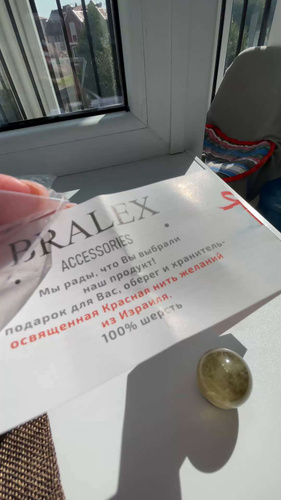 BRALEX
ACCESSORIES
Мы рады, что Вы выбрали
наш продукт!
подарок для Вас, оберег и хранитель-
освященная Красная нить желаний
из Израиля.
100% шерсть